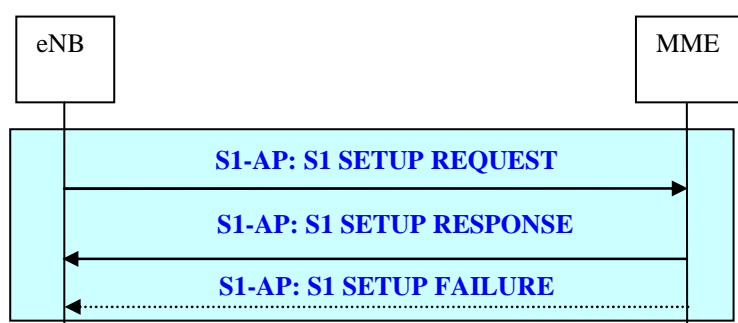 eNB
MME
S1-AP: S1 SETUP REQUEST
S1-AP: S1 SETUP RESPONSE
S1-AP: S1 SETUP FAILURE